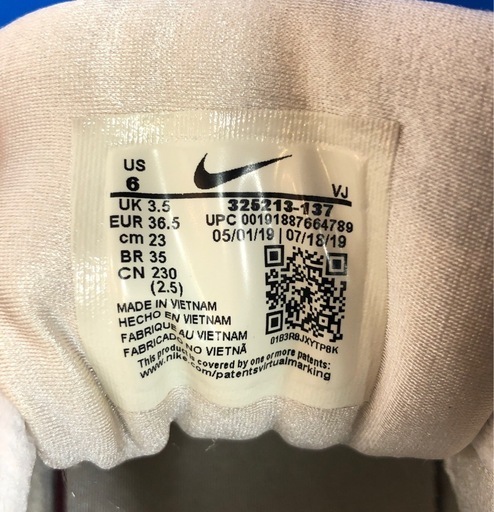 US
6
VJ
UK 3.5
325213-137
EUR 36.5
UPC 00191887664789
cm 23
05/01/19 | 07/18/19
BR 35
CN 230
(2.5)
MADE IN VIETNAM
HECHO EN VIETNAM
FABRIQUE AU VIETNAM
FABRICADO NO VIETNÃ
01B3R8JXYTP8K
This product is covered by one or more patents:
www.nike.com/patentsvirtualmarking